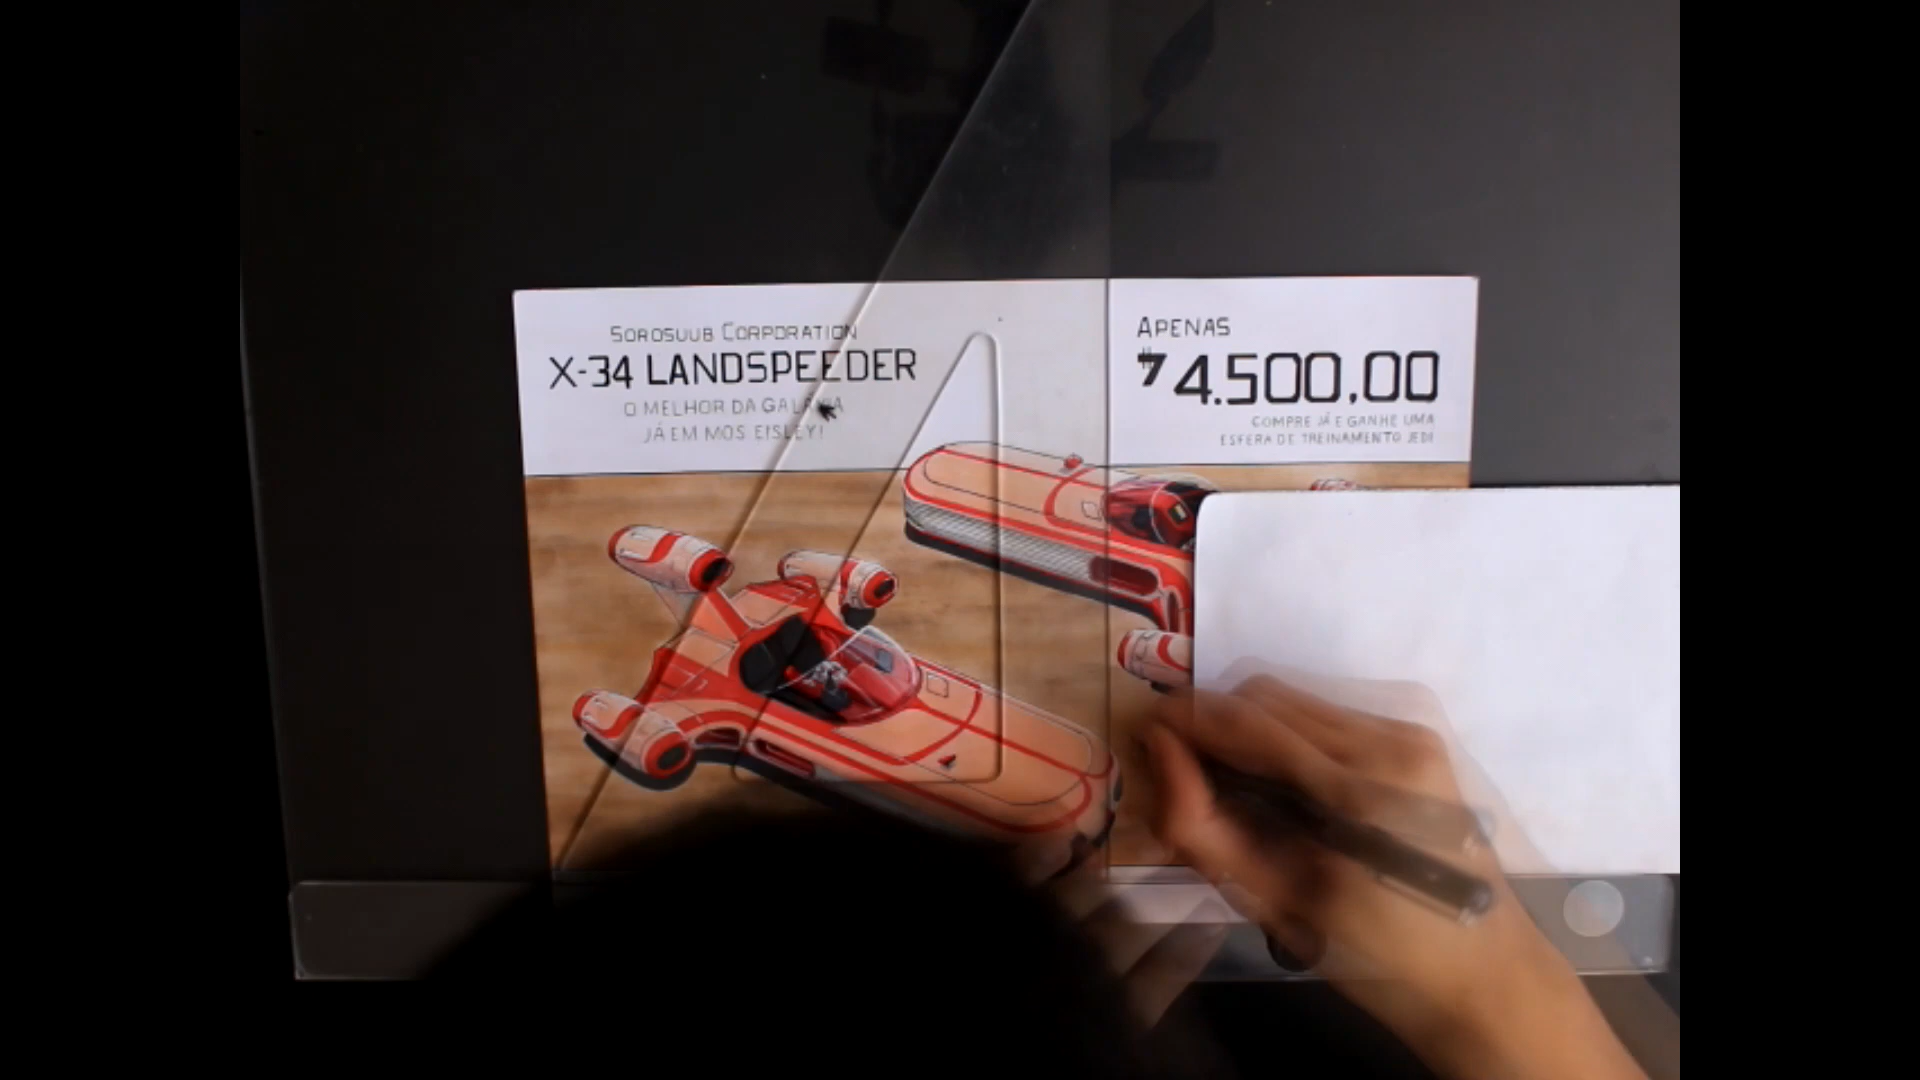 SOROSUUB CORPORATION
X-34 LANDSPEEDER
O MELHOR DA GALÁXIA
JÁ EM MOS EISLEY!
APENAS
4.500,00
COMPRE JÁ E GANHE UMA
ESFERA DE TREINAMENTO JEDI